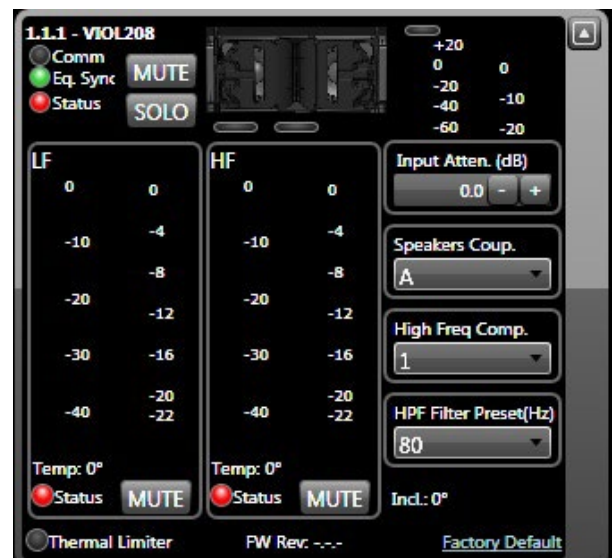 1.1.1 - VIOL208
Comm
Eq. Sync
Status
MUTE
SOLO
+20
0
-20
-40
-60
0
-10
-20
LF
0
-10
-20
-30
-40
0
-4
-8
-12
-16
-20
-22
Temp: 0°
Status
MUTE
HF
0
-10
-20
-30
-40
0
-4
-8
-12
-16
-20
-22
Temp: 0°
Status
MUTE
Input Atten. (dB)
0.0 - +
Speakers Coup.
A
High Freq Comp.
1
HPF Filter Preset(Hz)
80
Incl.: 0°
Thermal Limiter
FW Rev: -.-.-
Factory Default